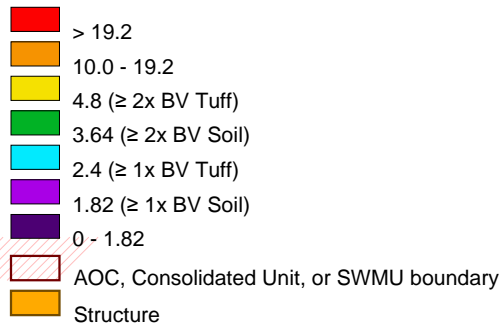 > 19.2
10.0 - 19.2
4.8 (≥ 2x BV Tuff)
3.64 (≥ 2x BV Soil)
2.4 (≥ 1x BV Tuff)
1.82 (≥ 1x BV Soil)
0 - 1.82
AOC, Consolidated Unit, or SWMU boundary
Structure